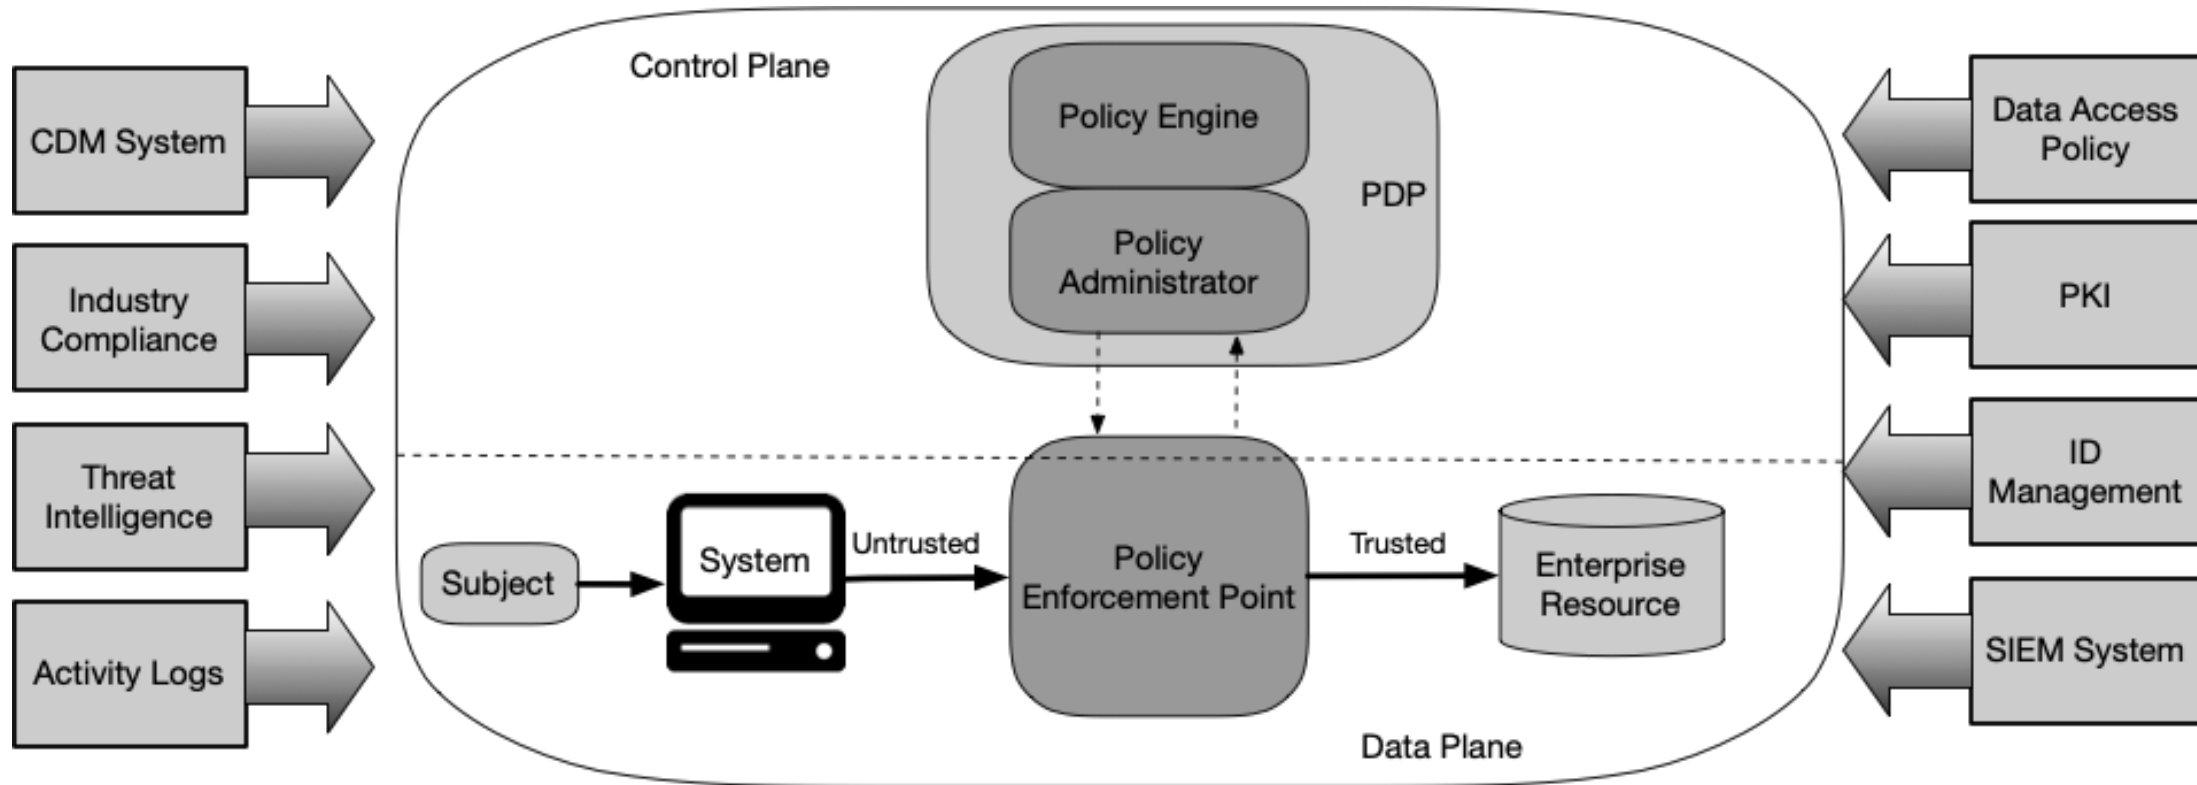 Control Plane
Policy Engine
PDP
Policy
Administrator
CDM System
Industry
Compliance
Threat
Intelligence
Activity Logs
Data Access
Policy
PKI
ID
Management
SIEM System
Subject
System
Untrusted
Policy
Enforcement Point
Trusted
Enterprise
Resource
Data Plane